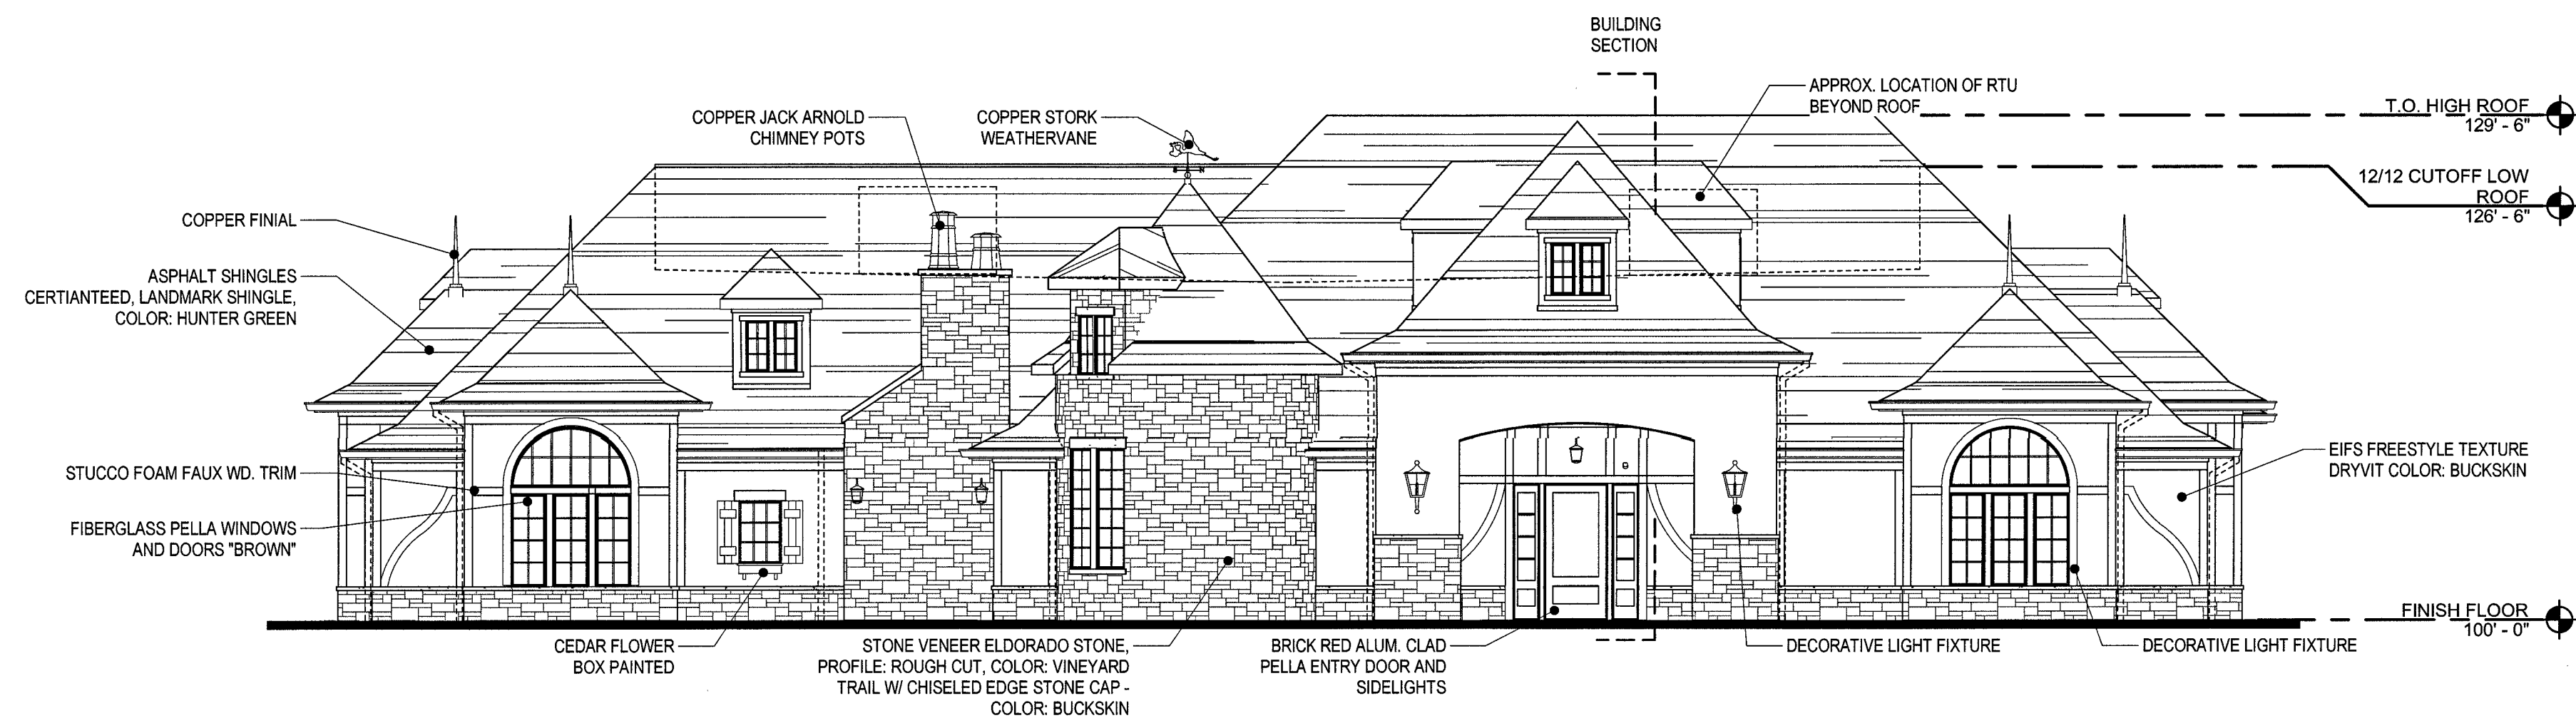 BUILDING
SECTION
APPROX. LOCATION OF RTU
BEYOND ROOF
T.O. HIGH ROOF
129' - 6"
COPPER JACK ARNOLD
CHIMNEY POTS
COPPER STORK
WEATHERVANE
12/12 CUTOFF LOW
ROOF
126' - 6"
COPPER FINIAL
ASPHALT SHINGLES
CERTIANTEED, LANDMARK SHINGLE,
COLOR: HUNTER GREEN
STUCCO FOAM FAUX WD. TRIM
EIFS FREESTYLE TEXTURE
DRYVIT COLOR: BUCKSKIN
FIBERGLASS PELLA WINDOWS
AND DOORS "BROWN"
FINISH FLOOR
100' - 0"
CEDAR FLOWER
BOX PAINTED
STONE VENEER ELDORADO STONE,
PROFILE: ROUGH CUT, COLOR: VINEYARD
TRAIL W/ CHISELED EDGE STONE CAP -
COLOR: BUCKSKIN
BRICK RED ALUM. CLAD
PELLA ENTRY DOOR AND
SIDELIGHTS
DECORATIVE LIGHT FIXTURE
DECORATIVE LIGHT FIXTURE